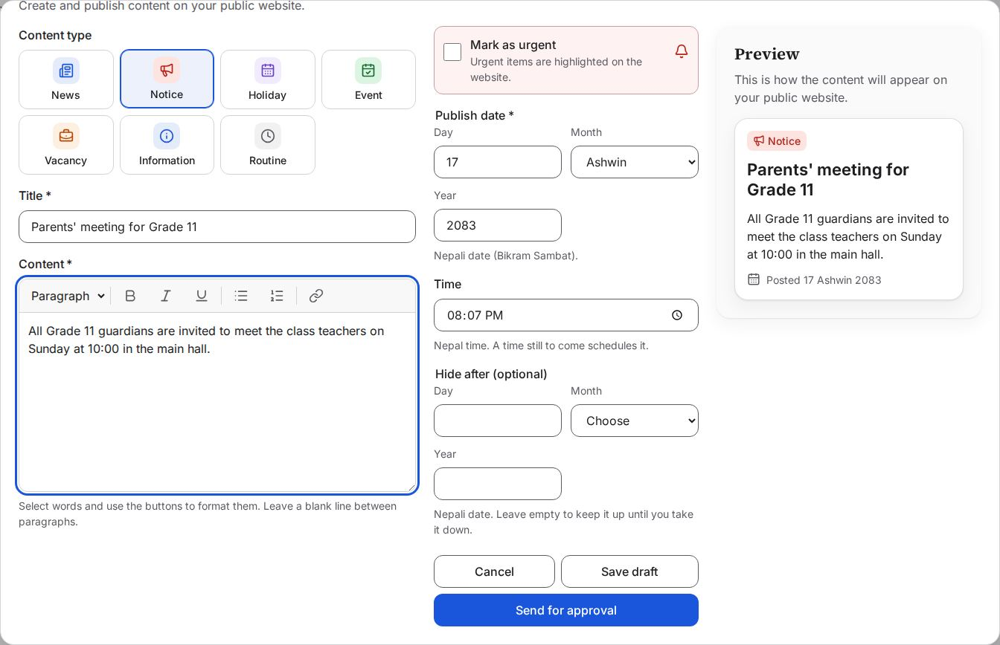 Create and publish content on your public website.
Content type
News
Notice
Holiday
Event
Vacancy
Information
Routine
Title *
Parents' meeting for Grade 11
Content *
Paragraph
B I U
All Grade 11 guardians are invited to meet the class teachers on
Sunday at 10:00 in the main hall.
Select words and use the buttons to format them. Leave a blank line between
paragraphs.
Mark as urgent
Urgent items are highlighted on the
website.
Publish date *
Day
Month
17
Ashwin
Year
2083
Nepali date (Bikram Sambat).
Time
08:07 PM
Nepal time. A time still to come schedules it.
Hide after (optional)
Day
Month
Choose
Year
Nepali date. Leave empty to keep it up until you take
it down.
Cancel
Save draft
Send for approval
Preview
This is how the content will appear on
your public website.
Notice
Parents' meeting for
Grade 11
All Grade 11 guardians are invited to
meet the class teachers on Sunday
at 10:00 in the main hall.
Posted 17 Ashwin 2083